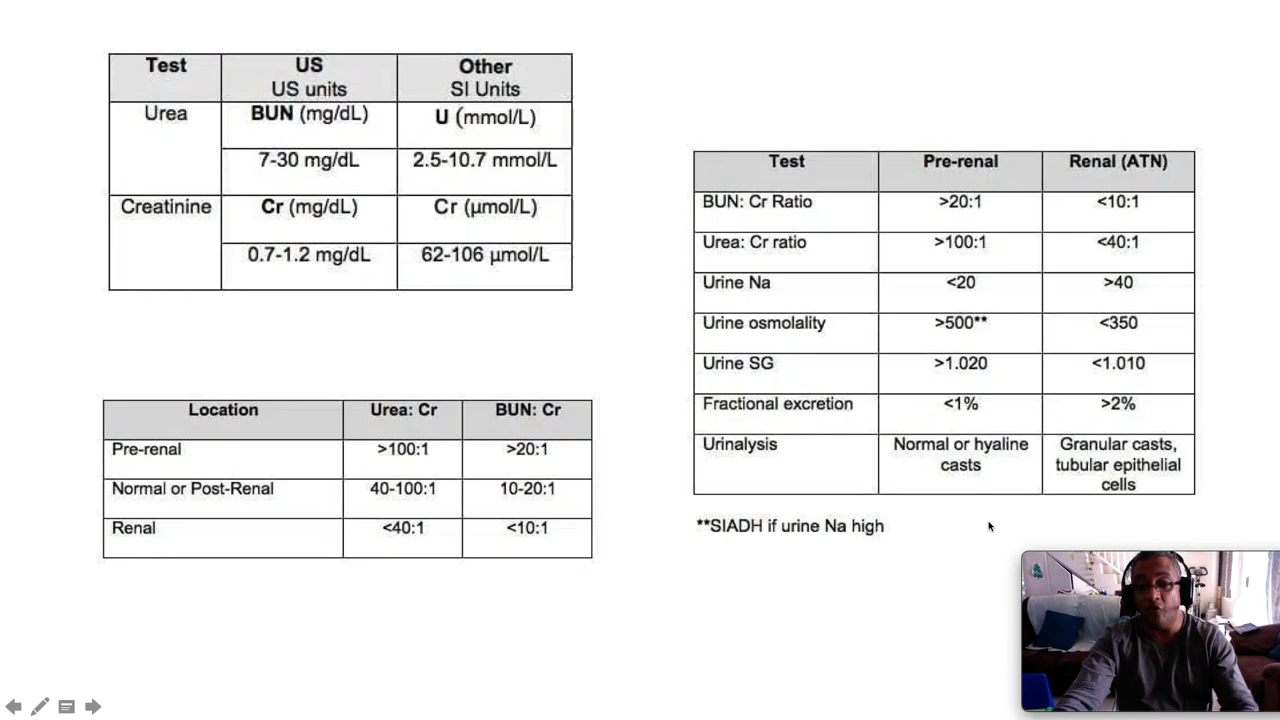 Test US Other
US units SI Units
Urea BUN (mg/dL) U (mmol/L)
7-30 mg/dL 2.5-10.7 mmol/L
Creatinine Cr (mg/dL) Cr (μmol/L)
0.7-1.2 mg/dL 62-106 μmol/L
Location Urea: Cr BUN: Cr
Pre-renal >100:1 >20:1
Normal or Post-Renal 40-100:1 10-20:1
Renal <40:1 <10:1
Test Pre-renal Renal (ATN)
BUN: Cr Ratio >20:1 <10:1
Urea: Cr ratio >100:1 <40:1
Urine Na <20 >40
Urine osmolality >500** <350
Urine SG >1.020 <1.010
Fractional excretion <1% >2%
Urinalysis Normal or hyaline Granular casts,
casts tubular epithelial
cells
**SIADH if urine Na high